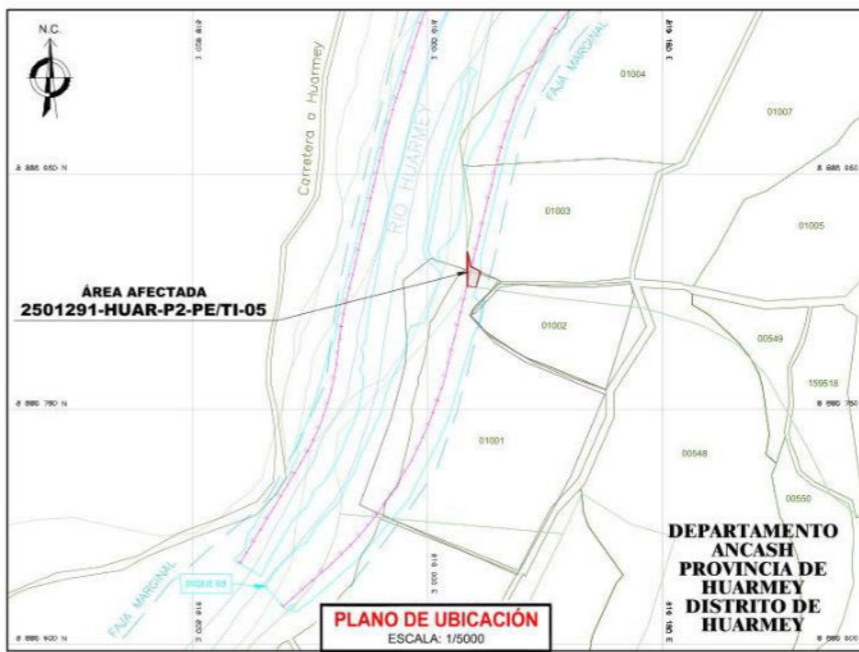 N.C.
Carretera a Huarmey
RIO HUARMEY
FAJA MARGINAL
01004
01007
01003
01005
ÁREA AFECTADA
2501291-HUAR-P2-PE/TI-05
01002
00549
159518
01001
00548
00550
FAJA MARGINAL
DEPARTAMENTO
ANCASH
PROVINCIA DE
HUARMEY
DISTRITO DE
HUARMEY
PLANO DE UBICACIÓN
ESCALA: 1/5000